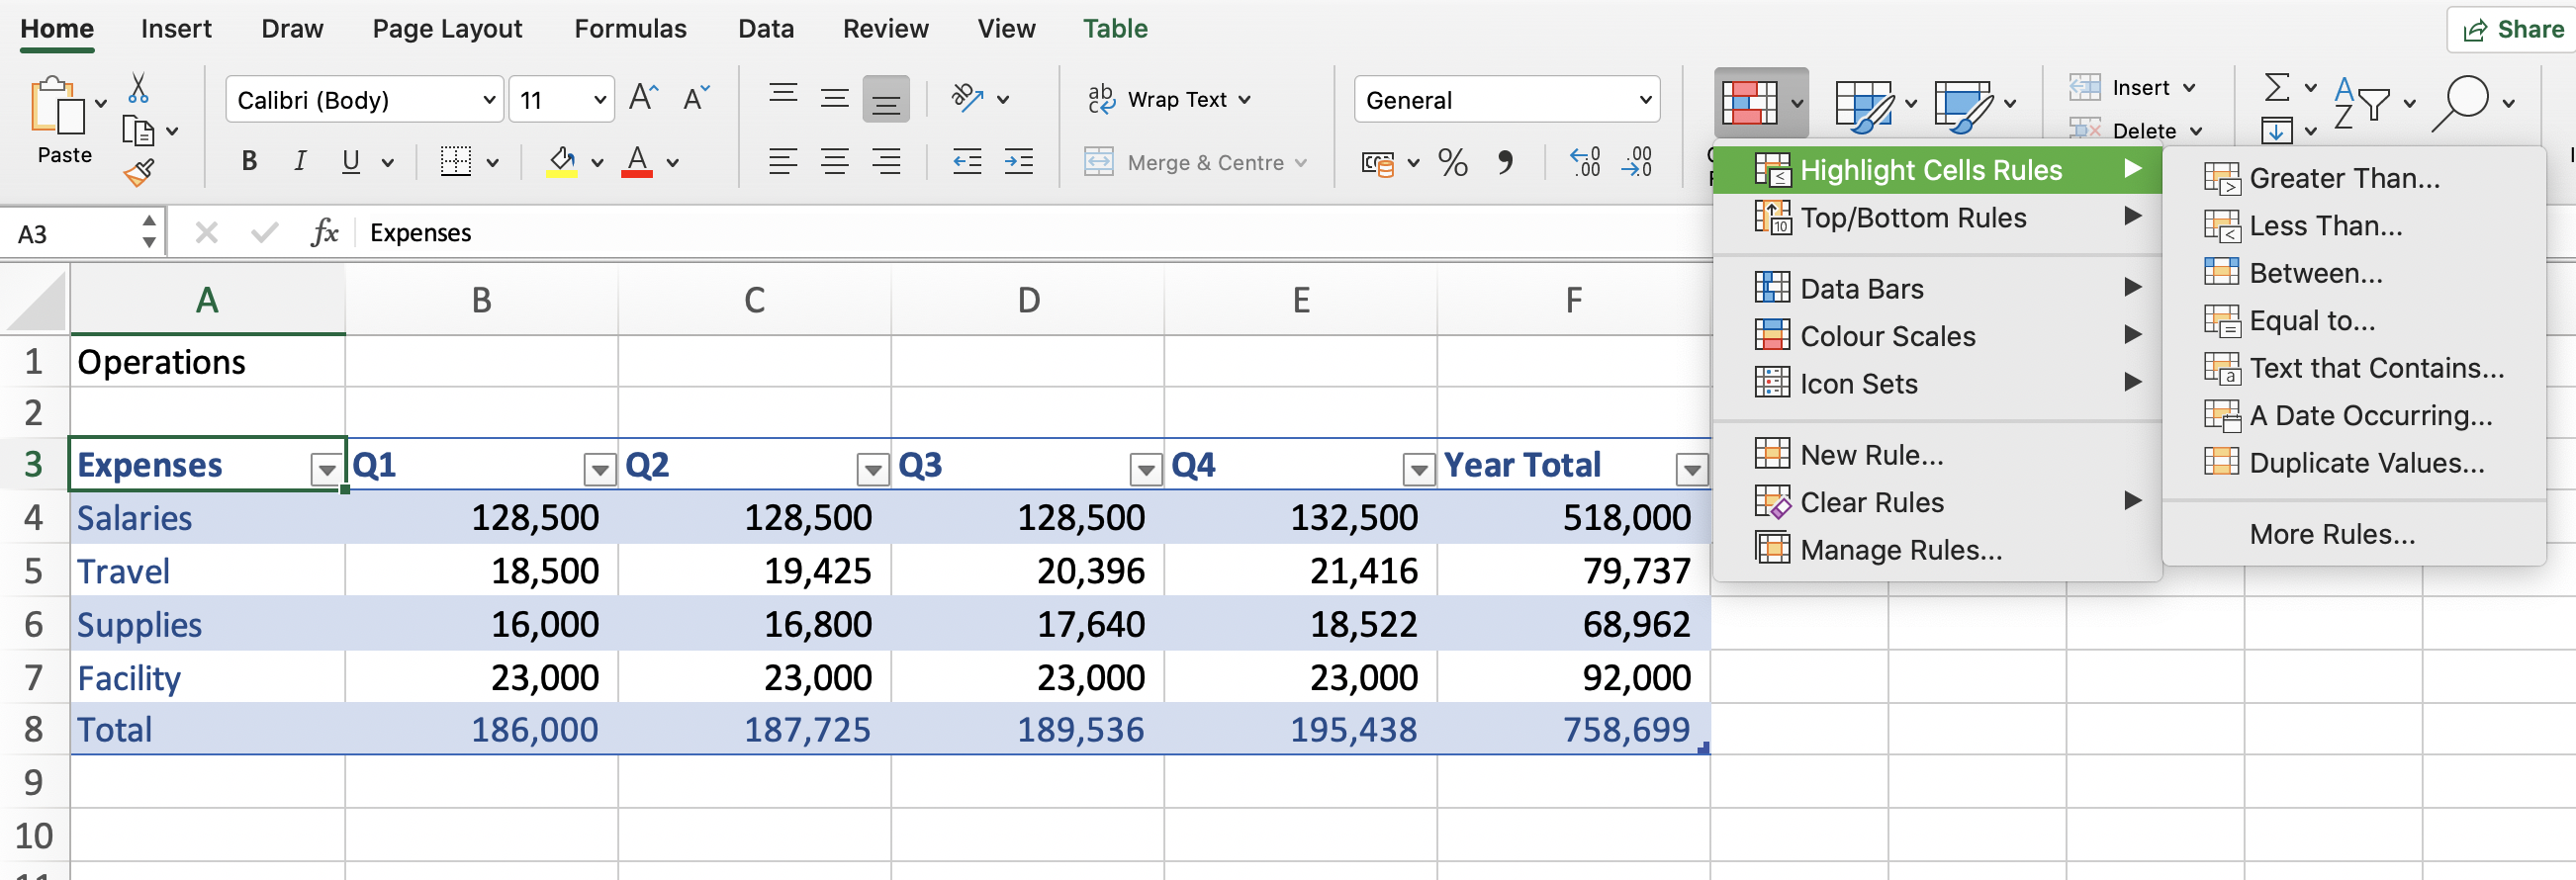 Home Insert Draw Page Layout Formulas Data Review View Table Share
Paste
Calibri (Body) 11 A A
Wrap Text
General
Insert
Delete
B I U A
Merge & Centre
% 
Highlight Cells Rules
Top/Bottom Rules
Data Bars
Colour Scales
Icon Sets
New Rule...
Clear Rules
Manage Rules...
Greater Than...
Less Than...
Between...
Equal to...
Text that Contains...
A Date Occurring...
Duplicate Values...
More Rules...
A3 fx Expenses
A B C D E F
1 Operations
2
3 Expenses Q1 Q2 Q3 Q4 Year Total
4 Salaries 128,500 128,500 128,500 132,500 518,000
5 Travel 18,500 19,425 20,396 21,416 79,737
6 Supplies 16,000 16,800 17,640 18,522 68,962
7 Facility 23,000 23,000 23,000 23,000 92,000
8 Total 186,000 187,725 189,536 195,438 758,699
9
10